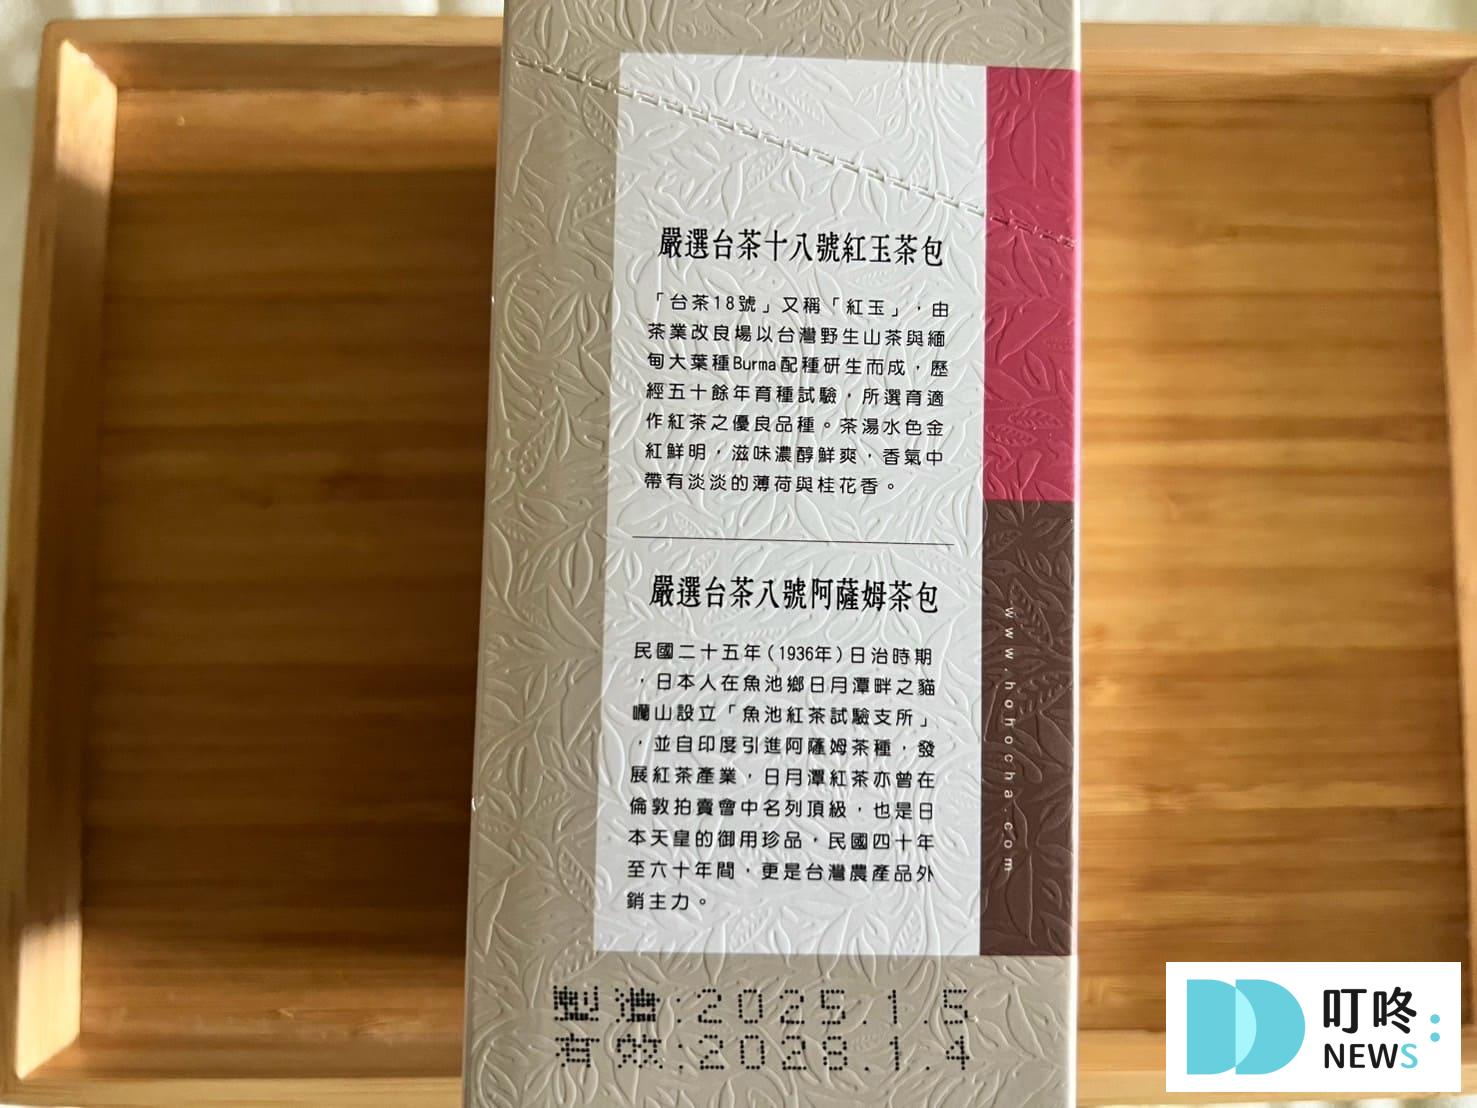 嚴選台茶十八號紅玉茶包
「台茶18號」又稱「紅玉」，由
茶業改良場以台灣野生山茶與緬
甸大葉種Burma配種研生而成，歷
經五十餘年育種試驗，所選育適
作紅茶之優良品種。茶湯水色金
紅鮮明，滋味濃醇鮮爽，香氣中
帶有淡淡的薄荷與桂花香。
嚴選台茶八號阿薩姆茶包
民國二十五年(1936年)日治時期
，日本人在魚池鄉日月潭畔之貓
囒山設立「魚池紅茶試驗支所」
，並自印度引進阿薩姆茶種，發
展紅茶產業，日月潭紅茶亦曾在
倫敦拍賣會中名列頂級，也是日
本天皇的御用珍品，民國四十年
至六十年間，更是台灣農產品外
銷主力。
www.hohocha.com
製造:2025.1.5
有效:2028.1.4
叮咚:
NEWS